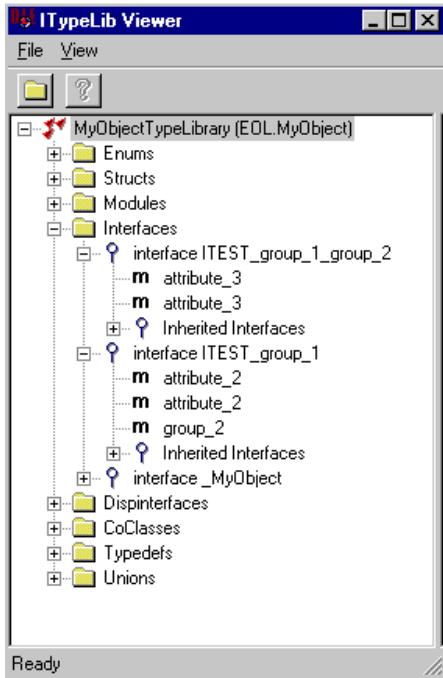 ITypeLib Viewer
File View
MyObjectTypeLibrary (EOL.MyObject)
Enums
Structs
Modules
Interfaces
interface ITEST_group_1_group_2
m attribute_3
m attribute_3
Inherited Interfaces
interface ITEST_group_1
m attribute_2
m attribute_2
m group_2
Inherited Interfaces
interface _MyObject
Dispinterfaces
CoClasses
Typedefs
Unions
Ready